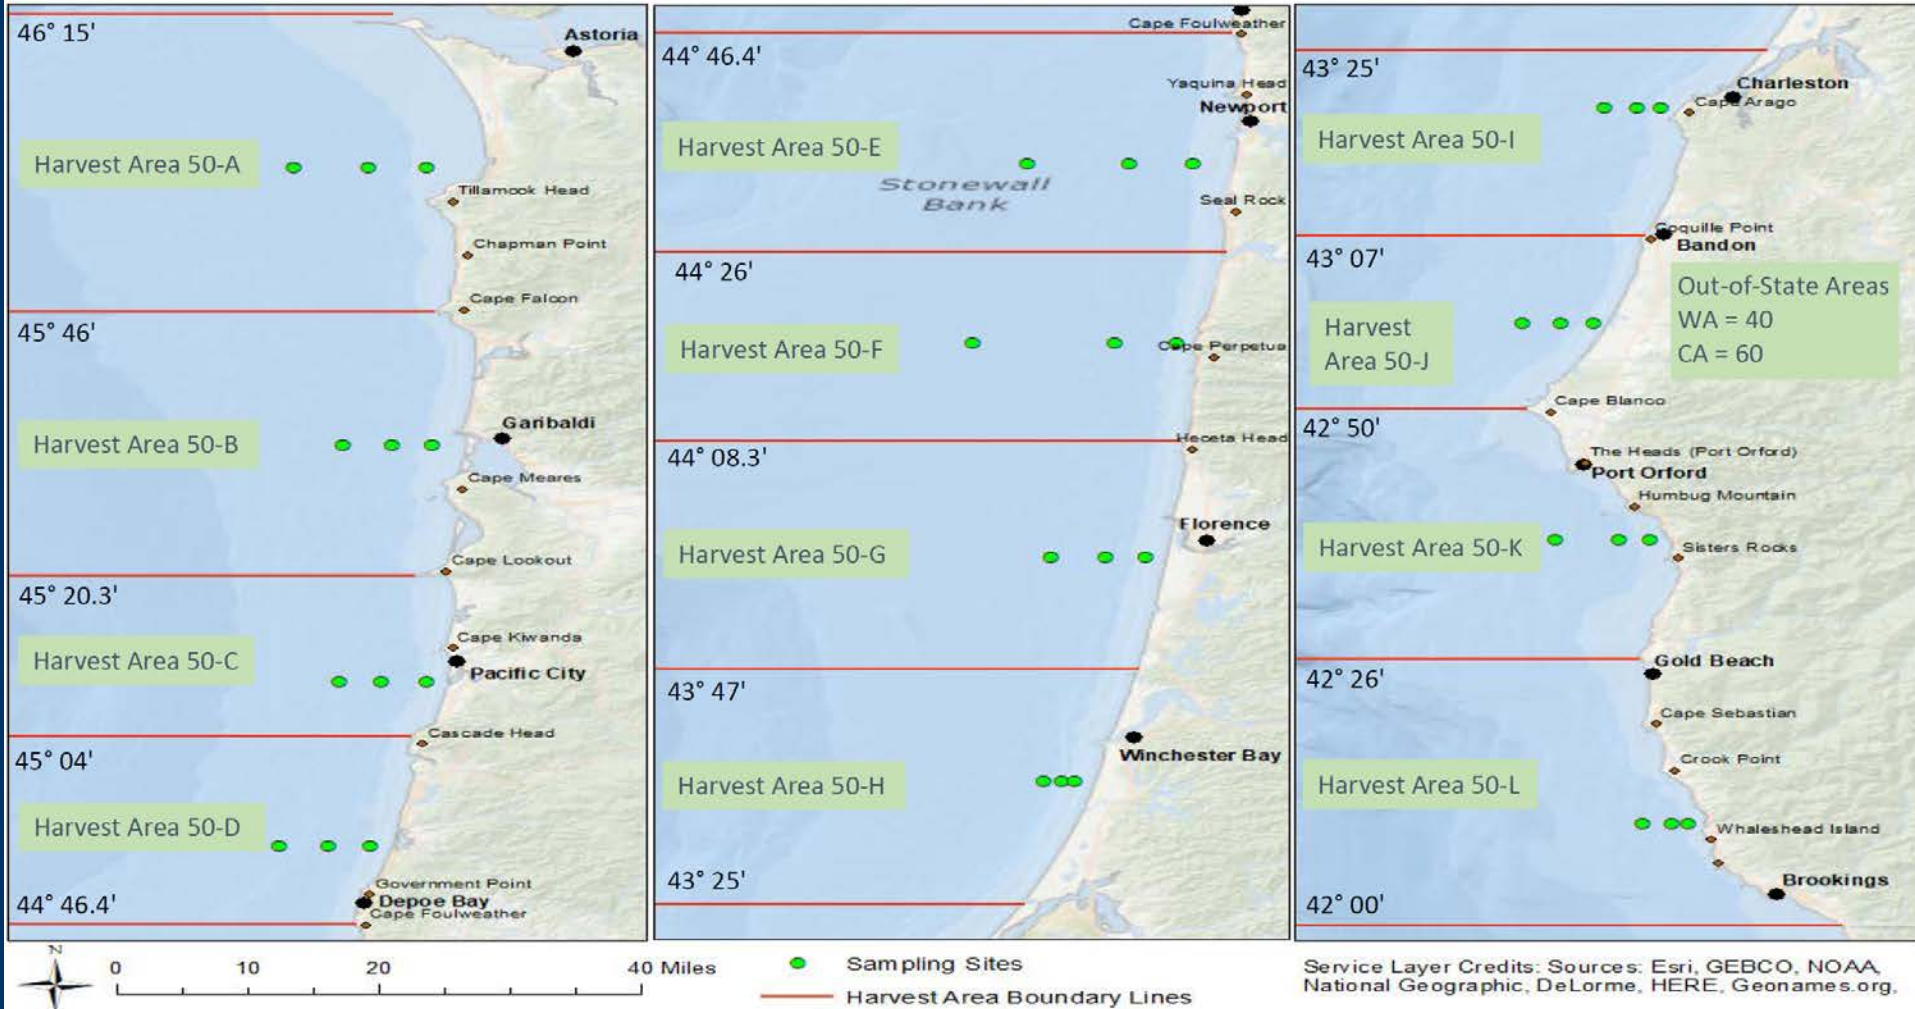 46° 15'
Astoria
Harvest Area 50-A
Tillamook Head
Chapman Point
Cape Falcon
45° 46'
Garibaldi
Harvest Area 50-B
Cape Meares
Cape Lookout
45° 20.3'
Cape Kiwanda
Harvest Area 50-C
Pacific City
Cascade Head
45° 04'
Harvest Area 50-D
Government Point
Depoe Bay
44° 46.4'
Cape Foulweather
Cape Foulweather
44° 46.4'
Yaquina Head
Newport
Harvest Area 50-E
Stonewall
Bank
Seal Rock
44° 26'
Harvest Area 50-F
Cape Perpetua
Heceta Head
44° 08.3'
Florence
Harvest Area 50-G
43° 47'
Winchester Bay
Harvest Area 50-H
43° 25'
43° 25'
Charleston
Cape Arago
Harvest Area 50-I
Coquille Point
Bandon
43° 07'
Out-of-State Areas
WA = 40
CA = 60
Harvest
Area 50-J
Cape Blanco
42° 50'
The Heads (Port Orford)
Port Orford
Humbug Mountain
Harvest Area 50-K
Sisters Rocks
Gold Beach
42° 26'
Cape Sebastian
Crook Point
Harvest Area 50-L
Whaleshead Island
Brookings
42° 00'
N
0 10 20 40 Miles
Sampling Sites
Harvest Area Boundary Lines
Service Layer Credits: Sources: Esri, GEBCO, NOAA,
National Geographic, DeLorme, HERE, Geonames.org,